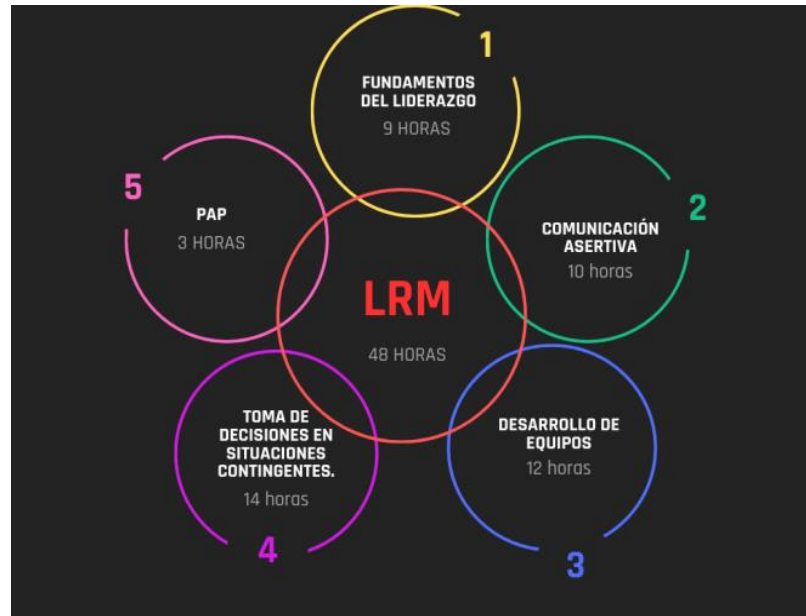 1
FUNDAMENTOS
DEL LIDERAZGO
9 HORAS
2
COMUNICACIÓN
ASERTIVA
10 horas
3
DESARROLLO DE
EQUIPOS
12 horas
4
TOMA DE
DECISIONES EN
SITUACIONES
CONTINGENTES.
14 horas
5
PAP
3 HORAS
LRM
48 HORAS